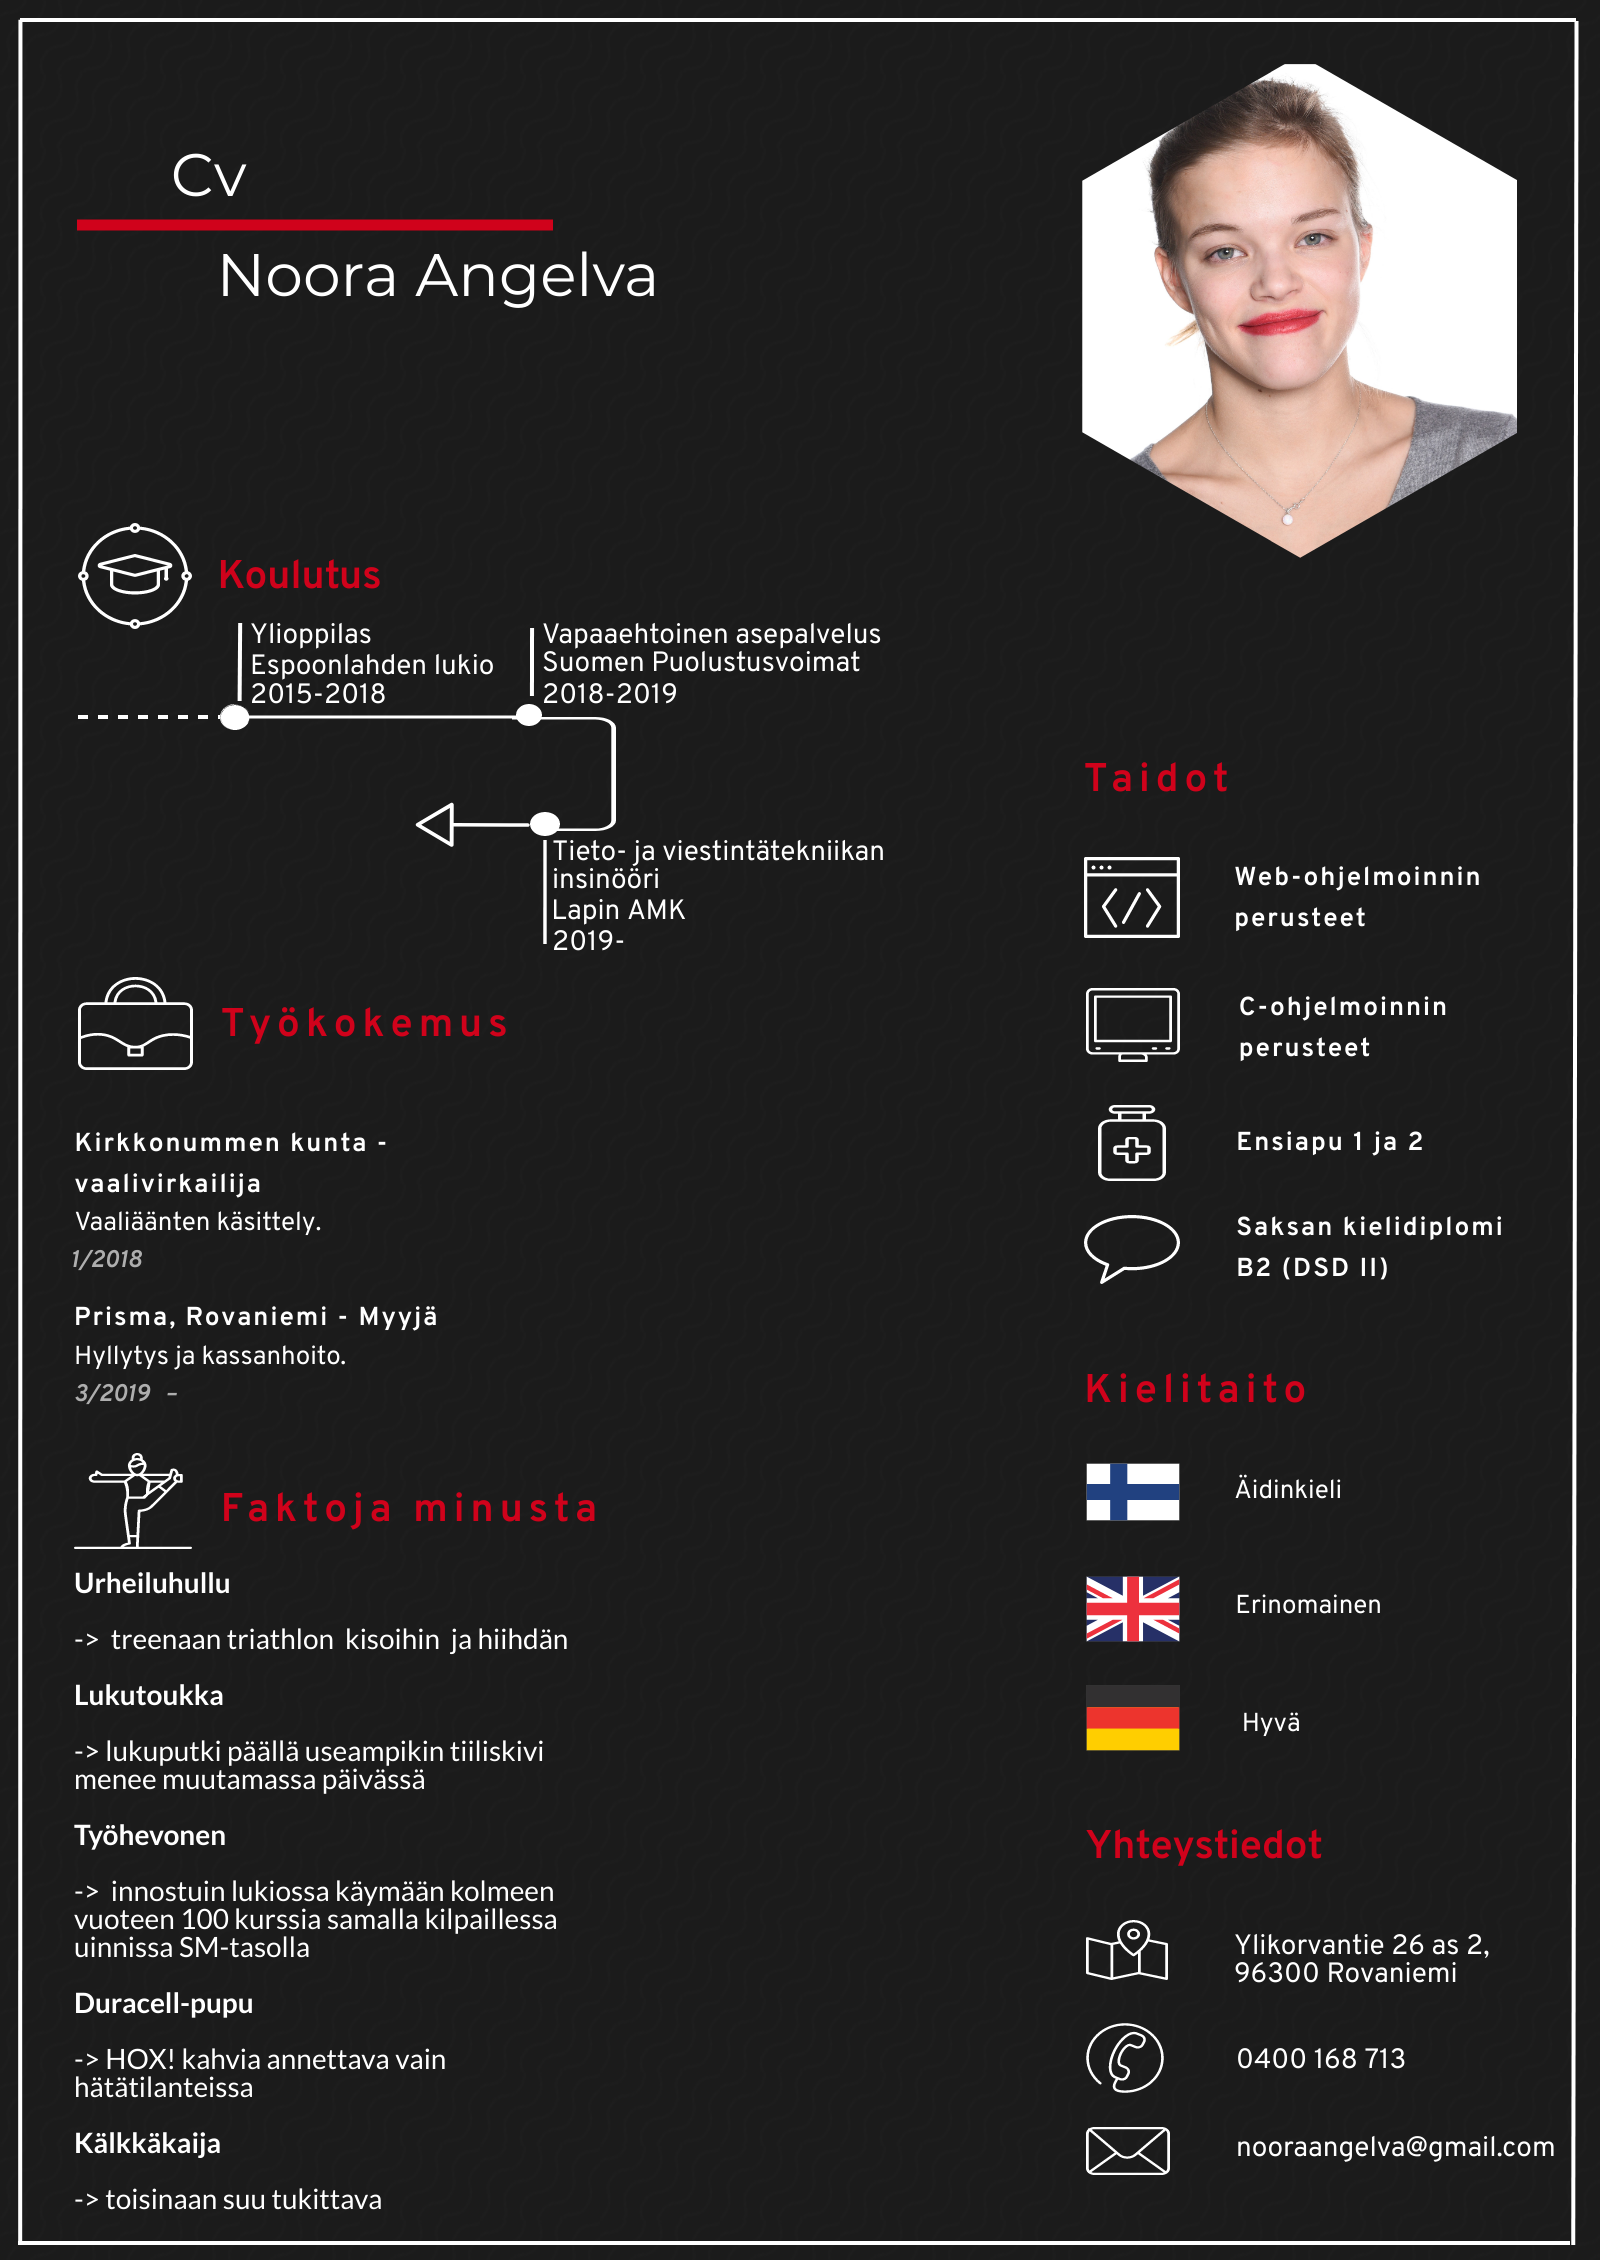 Cv
Noora Angelva
Koulutus
Ylioppilas
Espoonlahden lukio
2015-2018
Vapaaehtoinen asepalvelus
Suomen Puolustusvoimat
2018-2019
Tieto- ja viestintätekniikan
insinööri
Lapin AMK
2019-
Työkokemus
Kirkkonummen kunta -
vaalivirkailija
Vaaliäänten käsittely.
1/2018
Prisma, Rovaniemi - Myyjä
Hyllytys ja kassanhoito.
3/2019 –
Faktoja minusta
Urheiluhullu
-> treenaan triathlon kisoihin ja hiihdän
Lukutoukka
-> lukuputki päällä useampikin tiiliskivi
menee muutamassa päivässä
Työhevonen
-> innostuin lukiossa käymään kolmeen
vuoteen 100 kurssia samalla kilpaillessa
uinnissa SM-tasolla
Duracell-pupu
-> HOX! kahvia annettava vain
hätätilanteissa
Kälkkäkaija
-> toisinaan suu tukittava
Taidot
Web-ohjelmoinnin
perusteet
C-ohjelmoinnin
perusteet
Ensiapu 1 ja 2
Saksan kielidiplomi
B2 (DSD II)
Kielitaito
Äidinkieli
Erinomainen
Hyvä
Yhteystiedot
Ylikorvantie 26 as 2,
96300 Rovaniemi
0400 168 713
nooraangelva@gmail.com